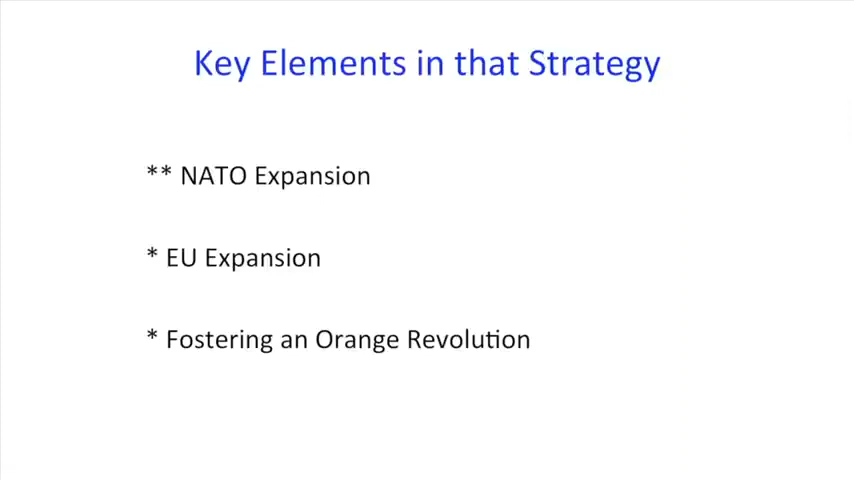 Key Elements in that Strategy
** NATO Expansion
* EU Expansion
* Fostering an Orange Revolution